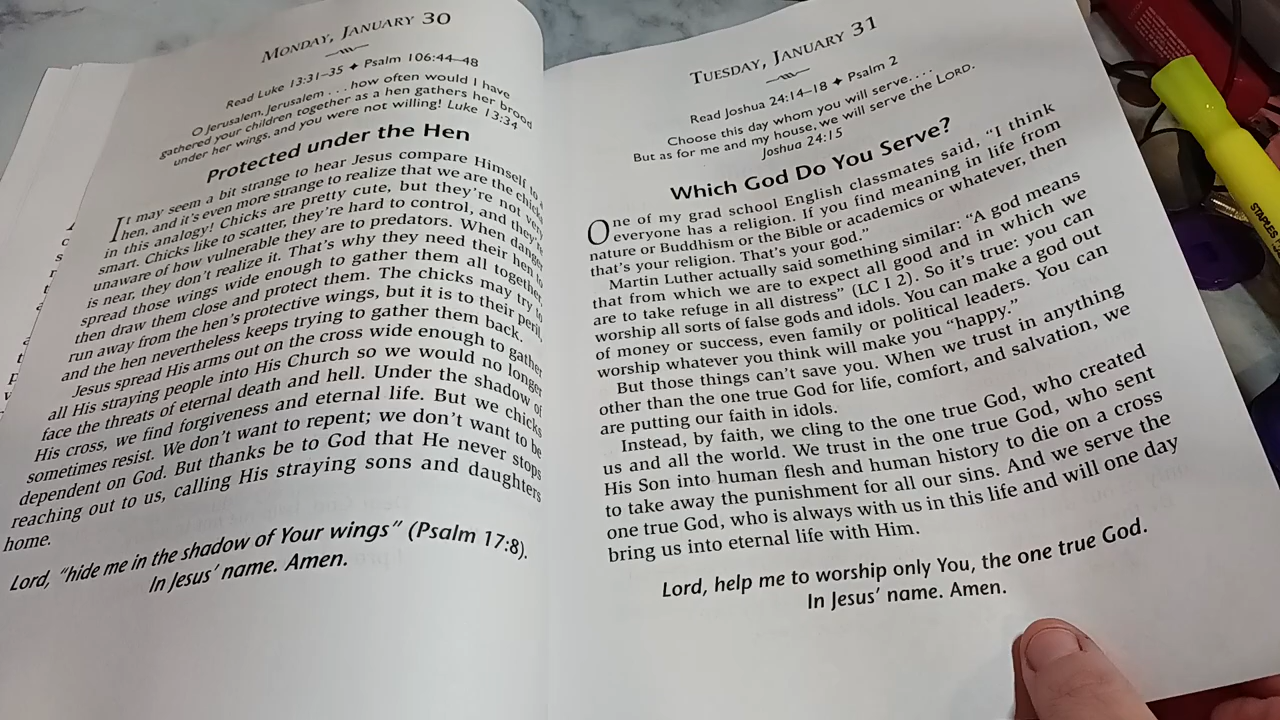 MONDAY, JANUARY 30
Read Luke 13:31–35 ✦ Psalm 106:44–48
O Jerusalem, Jerusalem . . . how often would I have
gathered your children together as a hen gathers her brood
under her wings, and you were not willing! Luke 13:34
Protected under the Hen
It may seem a bit strange to hear Jesus compare Himself to a
hen, and it's even more strange to realize that we are the chicks
in this analogy! Chicks are pretty cute, but they're not very
smart. Chicks like to scatter, they're hard to control, and they're
unaware of how vulnerable they are to predators. When danger
is near, they don't realize it. That's why they need their hen to
spread those wings wide enough to gather them all together,
then draw them close and protect them. The chicks may try to
run away from the hen's protective wings, but it is to their peril,
and the hen nevertheless keeps trying to gather them back.
Jesus spread His arms out on the cross wide enough to gather
all His straying people into His Church so we would no longer
face the threats of eternal death and hell. Under the shadow of
His cross, we find forgiveness and eternal life. But we chicks
sometimes resist. We don't want to repent; we don't want to be
dependent on God. But thanks be to God that He never stops
reaching out to us, calling His straying sons and daughters
home.
Lord, “hide me in the shadow of Your wings” (Psalm 17:8).
In Jesus' name. Amen.
TUESDAY, JANUARY 31
Read Joshua 24:14–18 ✦ Psalm 2
Choose this day whom you will serve. . . .
But as for me and my house, we will serve the LORD.
Joshua 24:15
Which God Do You Serve?
One of my grad school English classmates said, “I think
everyone has a religion. If you find meaning in life from
nature or Buddhism or the Bible or academics or whatever, then
that's your religion. That's your god.”
Martin Luther actually said something similar: “A god means
that from which we are to expect all good and in which we
are to take refuge in all distress” (LC I 2). So it's true: you can
worship all sorts of false gods and idols. You can make a god out
of money or success, even family or political leaders. You can
worship whatever you think will make you “happy.”
But those things can't save you. When we trust in anything
other than the one true God for life, comfort, and salvation, we
are putting our faith in idols.
Instead, by faith, we cling to the one true God, who created
us and all the world. We trust in the one true God, who sent
His Son into human flesh and human history to die on a cross
to take away the punishment for all our sins. And we serve the
one true God, who is always with us in this life and will one day
bring us into eternal life with Him.
Lord, help me to worship only You, the one true God.
In Jesus' name. Amen.
STAPLES